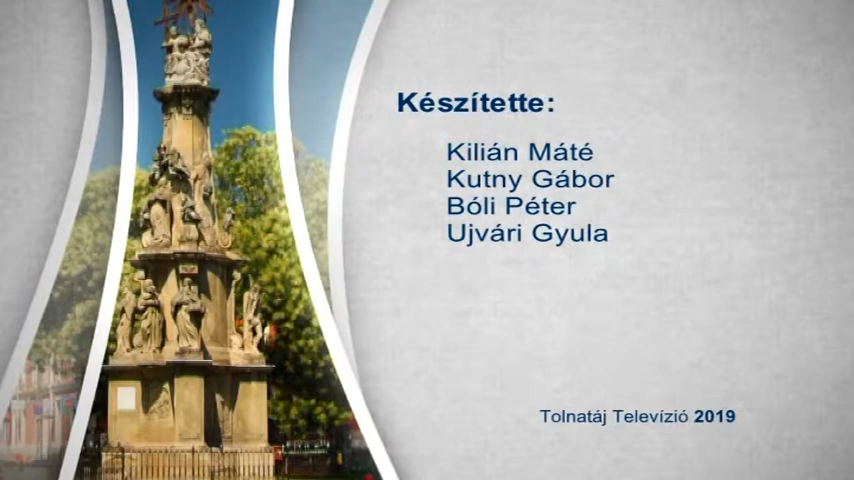 Készítette:
Kilián Máté
Kutny Gábor
Bóli Péter
Ujvári Gyula
Tolnatáj Televízió 2019